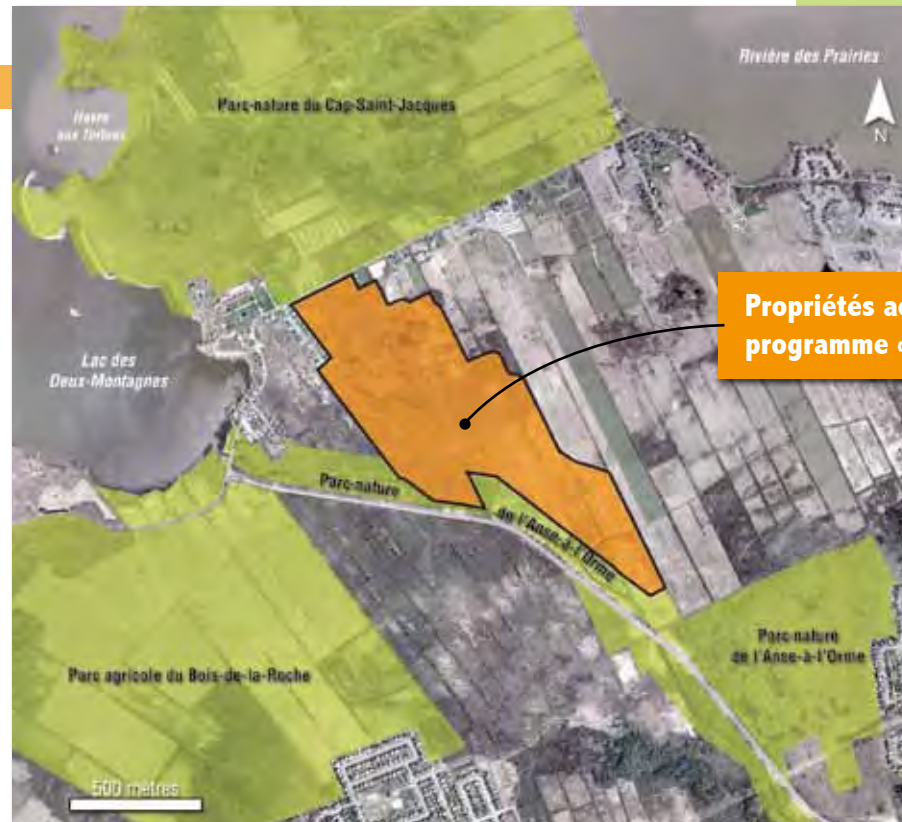 Rivière des Prairies
Parc-nature du Cap-Saint-Jacques
Havre
aux Tortues
N
Propriétés ac
programme «
Lac des
Deux-Montagnes
Parc-nature
de l'Anse-à-l'Orme
Parc-nature
de l'Anse-à-l'Orme
Parc agricole du Bois-de-la-Roche
500 mètres